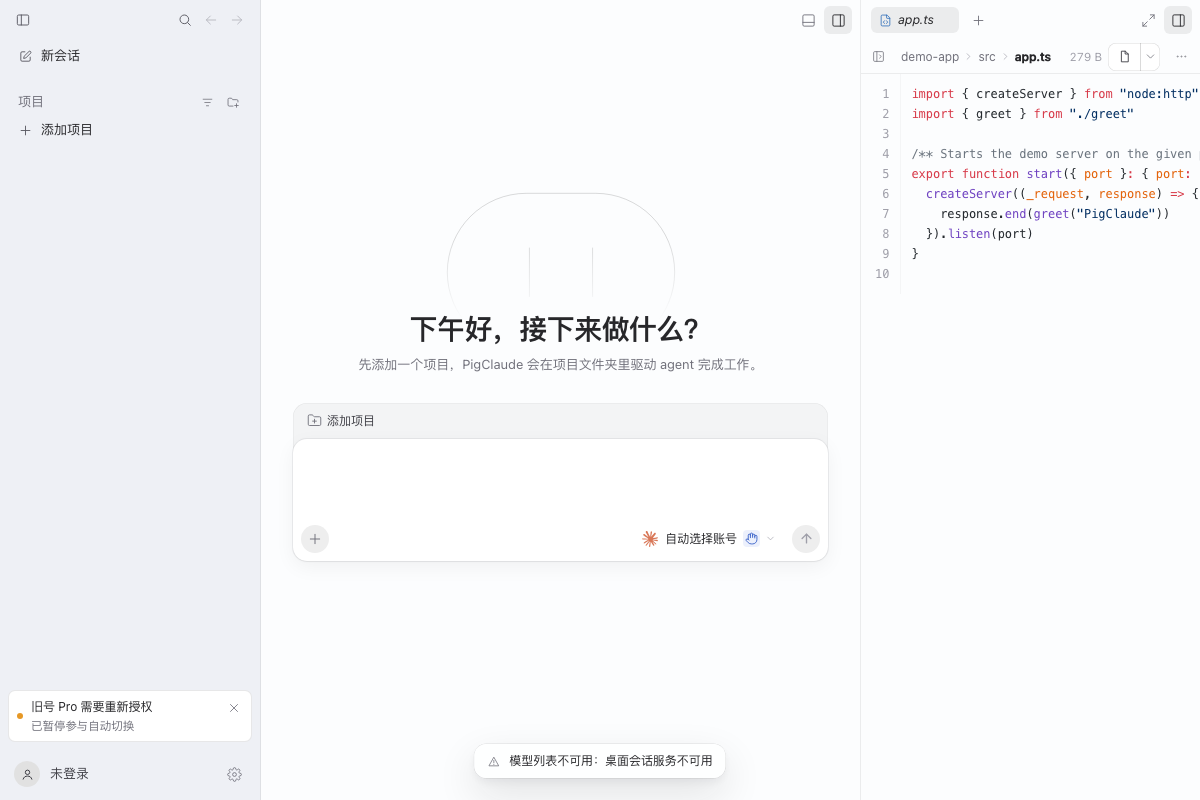 新会话
项目
添加项目
旧号 Pro 需要重新授权
已暂停参与自动切换
未登录
下午好，接下来做什么?
先添加一个项目，PigClaude 会在项目文件夹里驱动 agent 完成工作。
添加项目
自动选择账号
模型列表不可用：桌面会话服务不可用
app.ts
demo-app > src > app.ts 279 B
1 import { createServer } from "node:http"
2 import { greet } from "./greet"
3
4 /** Starts the demo server on the given
5 export function start({ port }: { port:
6   createServer((_request, response) => {
7     response.end(greet("PigClaude"))
8   }).listen(port)
9 }
10